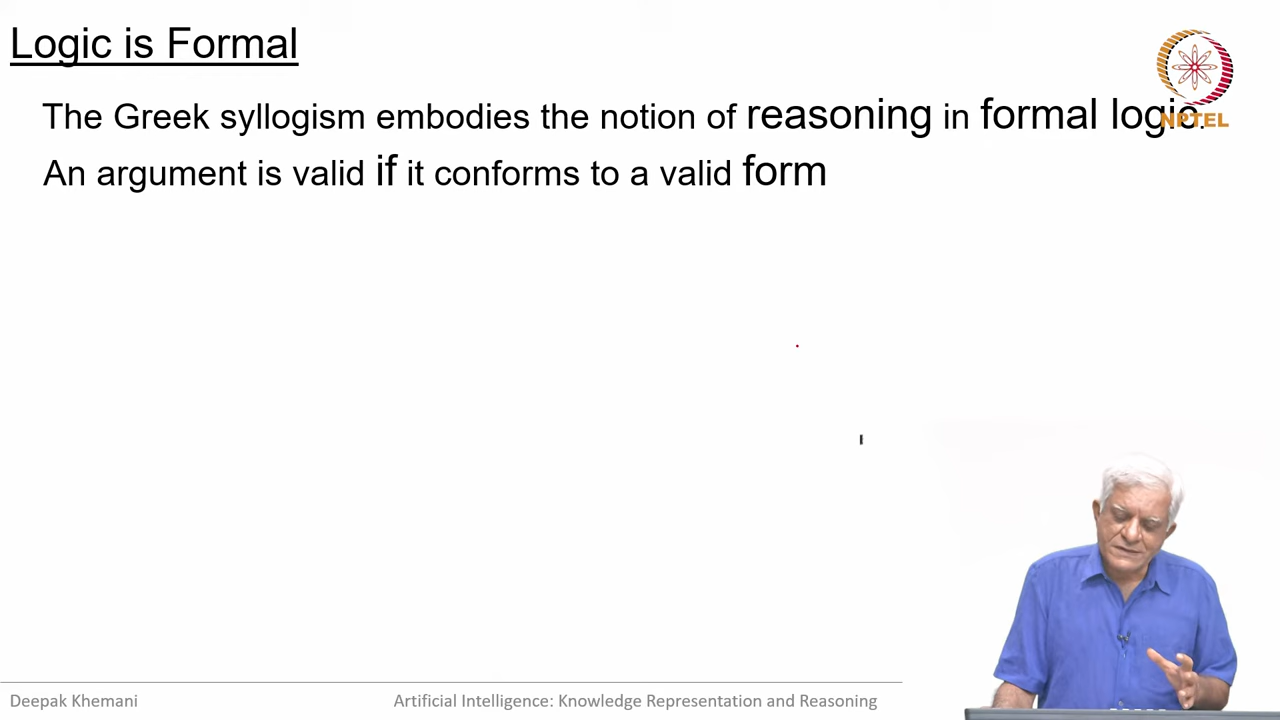 Logic is Formal
The Greek syllogism embodies the notion of reasoning in formal logic.
NPTEL
An argument is valid if it conforms to a valid form
Deepak Khemani
Artificial Intelligence: Knowledge Representation and Reasoning